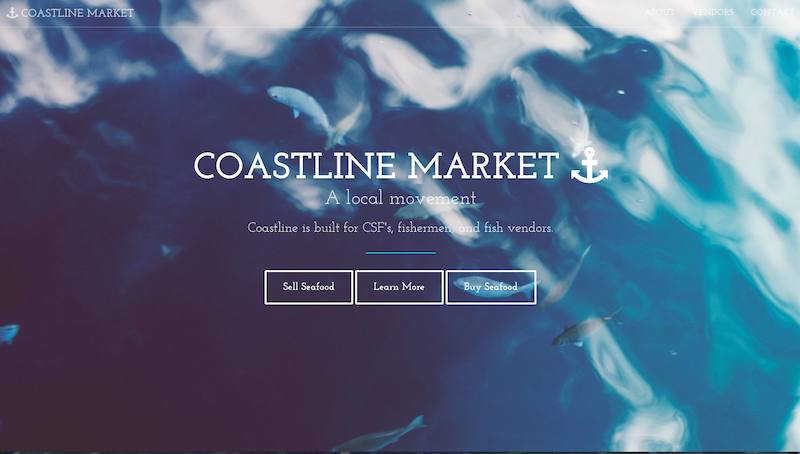 COASTLINE MARKET
ABOUT VENDORS CONTACT
COASTLINE MARKET
A local movement
Coastline is built for CSF's, fishermen, and fish vendors.
Sell Seafood Learn More Buy Seafood